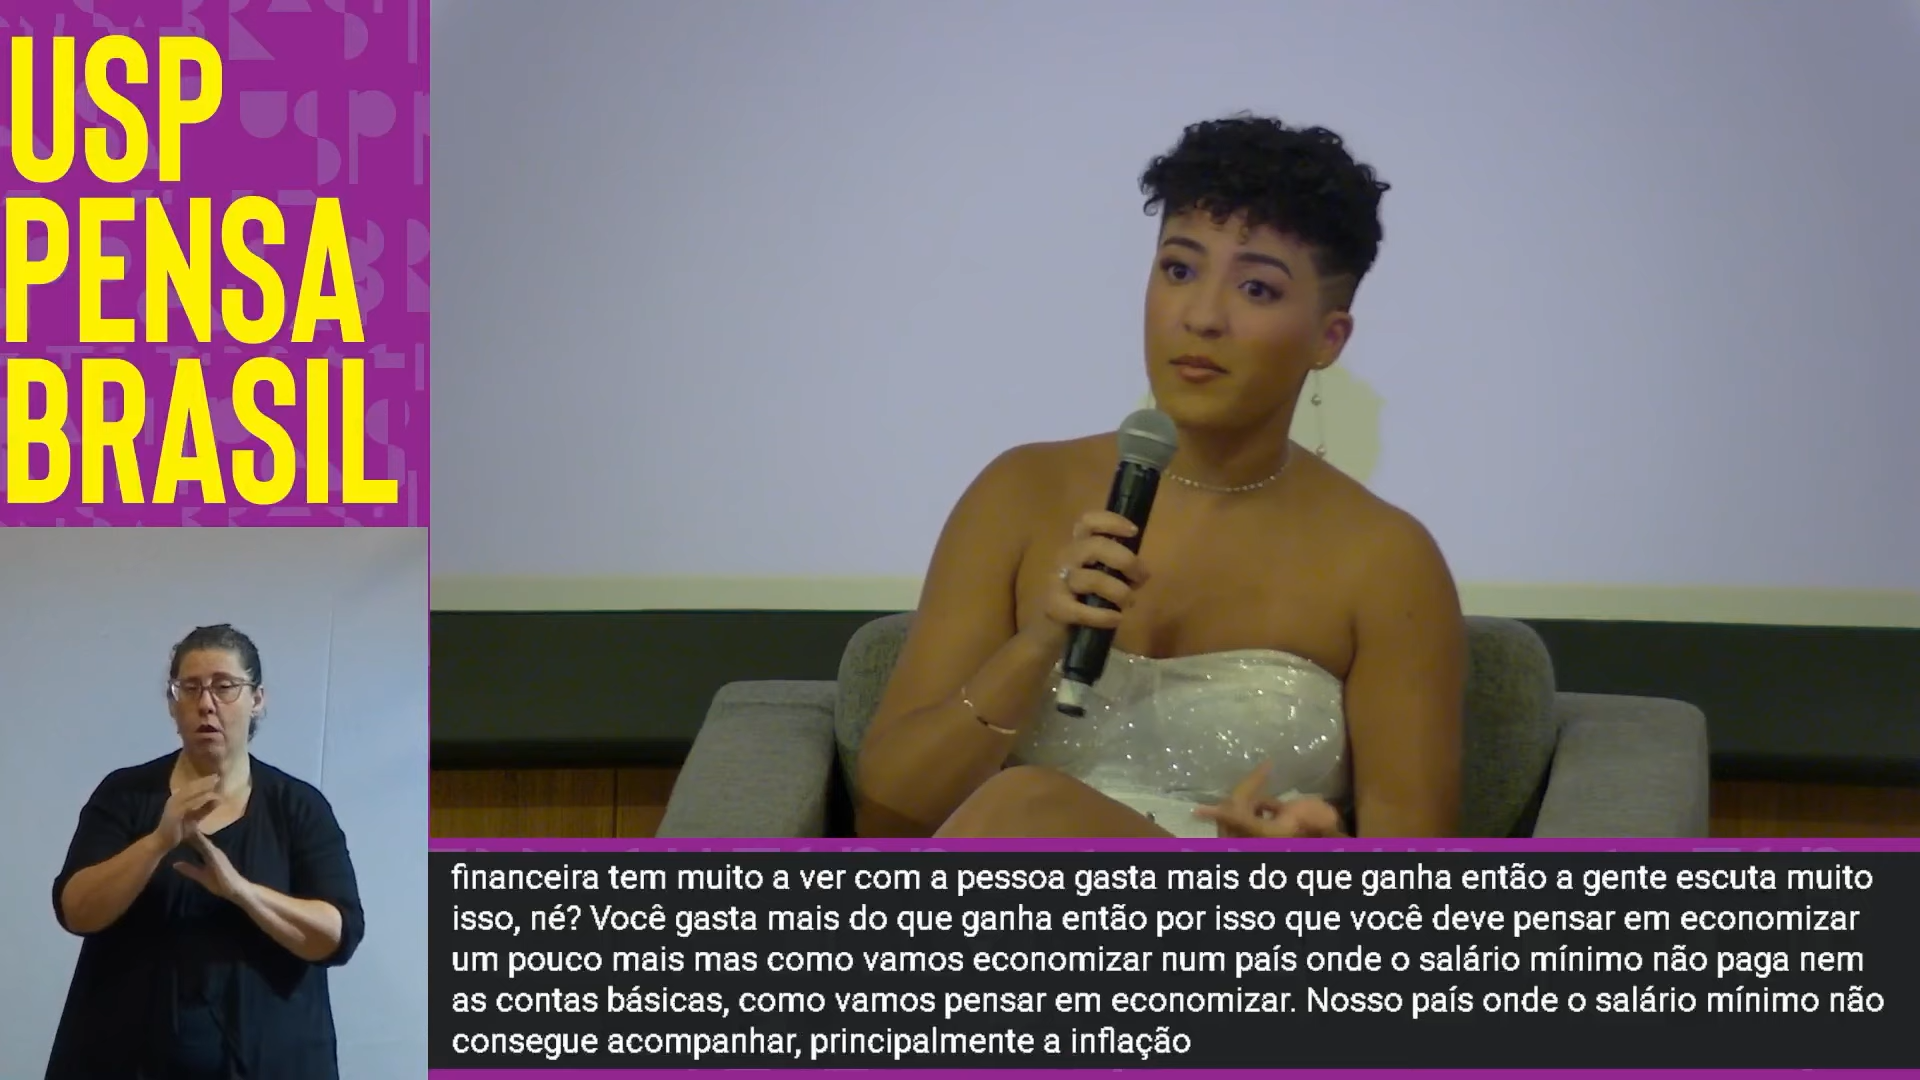 USP
PENSA
BRASIL
financeira tem muito a ver com a pessoa gasta mais do que ganha então a gente escuta muito
isso, né? Você gasta mais do que ganha então por isso que você deve pensar em economizar
um pouco mais mas como vamos economizar num país onde o salário mínimo não paga nem
as contas básicas, como vamos pensar em economizar. Nosso país onde o salário mínimo não
consegue acompanhar, principalmente a inflação